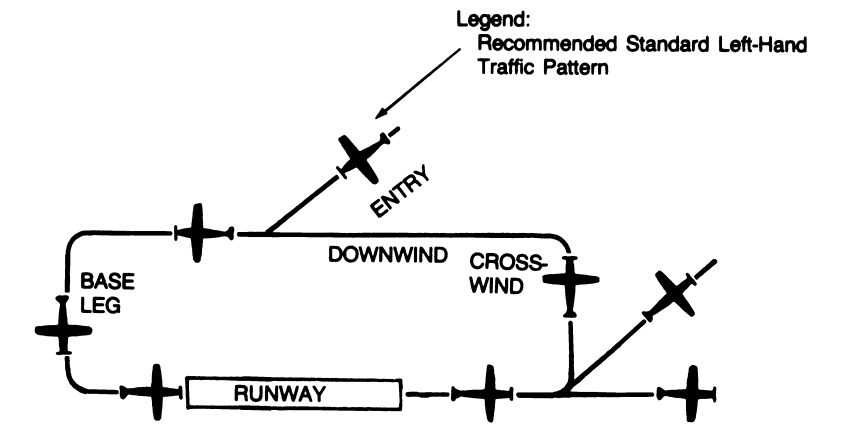 Legend:
Recommended Standard Left-Hand
Traffic Pattern
ENTRY
DOWNWIND
CROSS-
WIND
BASE
LEG
RUNWAY